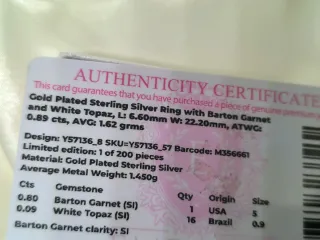 AUTHENTICITY CERTIFICATE
This card guarantees that you have purchased a piece of genuine premium
Gold Plated Sterling Silver Ring with Barton Garnet
and White Topaz, L: 6.60mm W: 22.20mm, ATWG:
0.89 cts, AVG: 1.62 grms
Design: Y57136_8 SKU=Y57136_57 Barcode: M356661
Limited edition: 1 of 200 pieces
Material: Gold Plated Sterling Silver
Average Metal Weight: 1.450g
Cts Gemstone Qty Origin Size
0.80 Barton Garnet (SI) 1 USA 5
0.09 White Topaz (SI) 16 Brazil 0.9
Barton Garnet clarity: SI